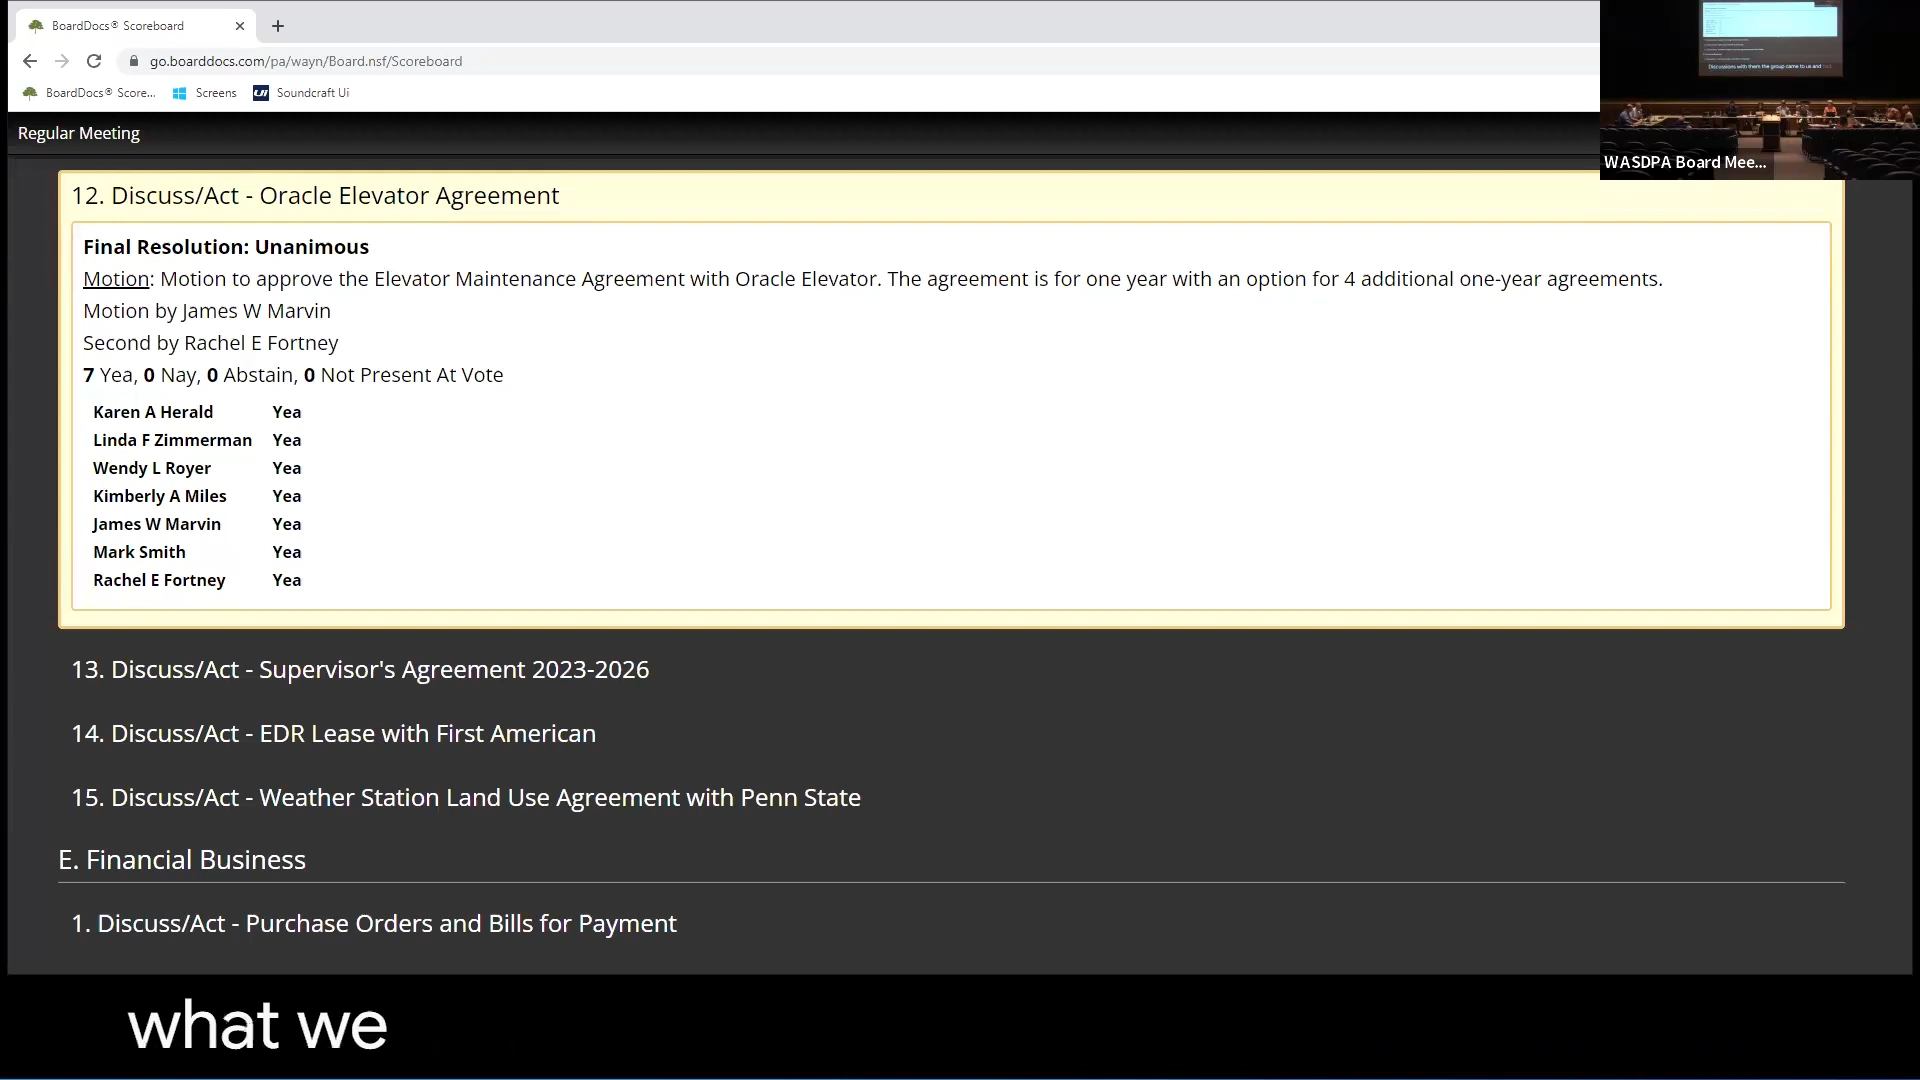 BoardDocs® Scoreboard
go.boarddocs.com/pa/wayn/Board.nsf/Scoreboard
BoardDocs® Score... Screens Soundcraft Ui
Regular Meeting
WASDPA Board Mee...
12. Discuss/Act - Oracle Elevator Agreement
Final Resolution: Unanimous
Motion: Motion to approve the Elevator Maintenance Agreement with Oracle Elevator. The agreement is for one year with an option for 4 additional one-year agreements.
Motion by James W Marvin
Second by Rachel E Fortney
7 Yea, 0 Nay, 0 Abstain, 0 Not Present At Vote
Karen A Herald Yea
Linda F Zimmerman Yea
Wendy L Royer Yea
Kimberly A Miles Yea
James W Marvin Yea
Mark Smith Yea
Rachel E Fortney Yea
13. Discuss/Act - Supervisor's Agreement 2023-2026
14. Discuss/Act - EDR Lease with First American
15. Discuss/Act - Weather Station Land Use Agreement with Penn State
E. Financial Business
1. Discuss/Act - Purchase Orders and Bills for Payment
what we